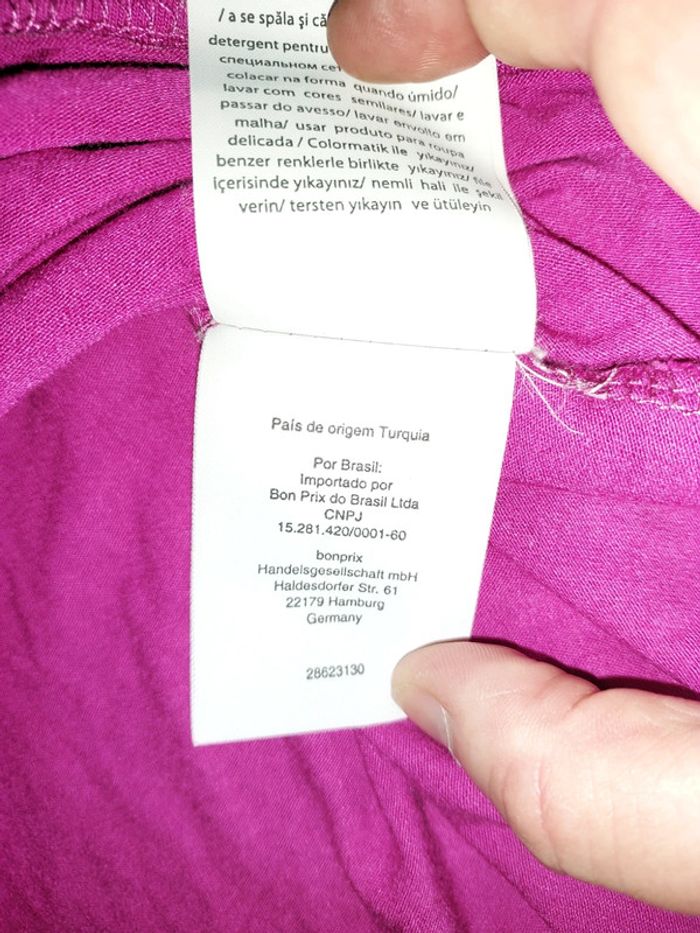 / a se spăla şi
detergent pentru
специальном
colacar na forma quando úmido/
lavar com cores semilares/ lavar e
passar do avesso/ lavar envolto em
malha/ usar produto para roupa
delicada / Colormatik ile yıkayınız/
benzer renklerle birlikte yıkayınız/ file
içerisinde yıkayınız/ nemli hali ile şekil
verin/ tersten yıkayın ve ütüleyin
País de origem Turquia
Por Brasil:
Importado por
Bon Prix do Brasil Ltda
CNPJ
15.281.420/0001-60
bonprix
Handelsgesellschaft mbH
Haldesdorfer Str. 61
22179 Hamburg
Germany
28623130